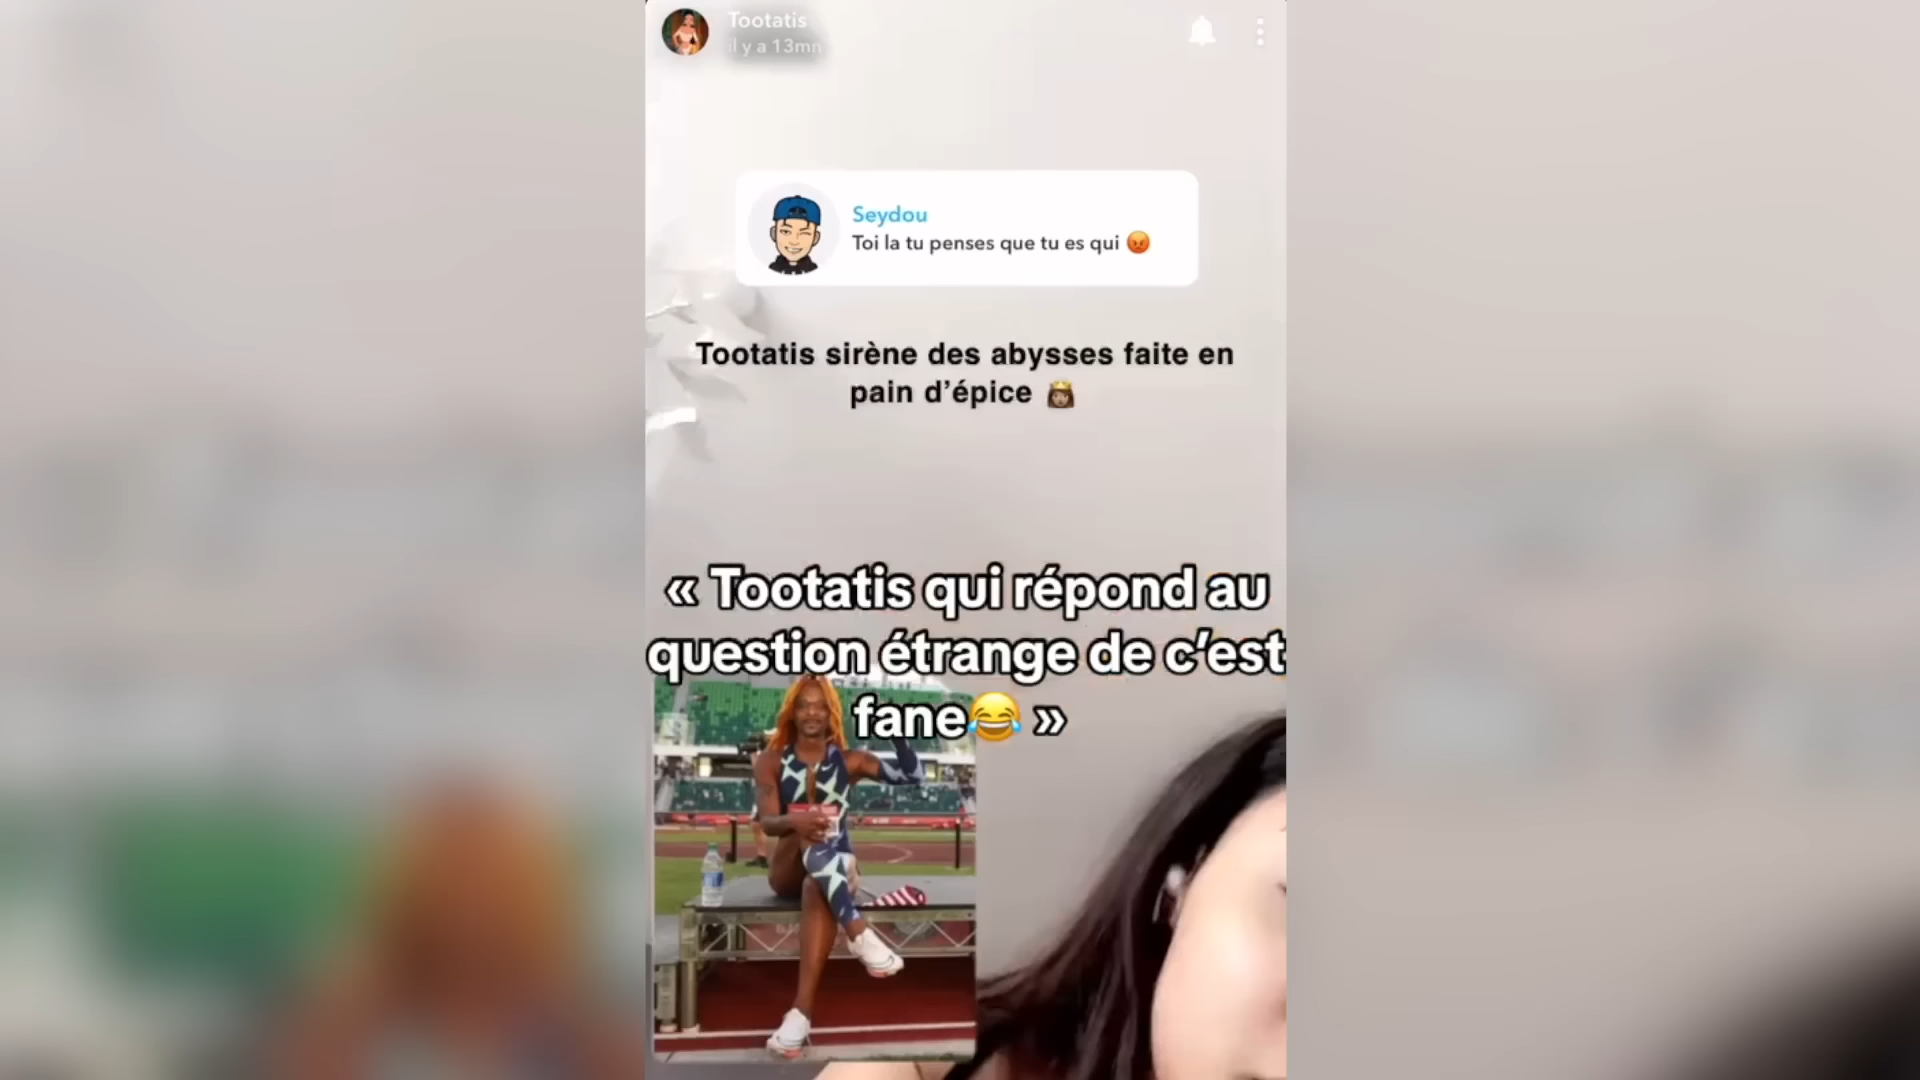 Tootatis
il y a 13mn
Seydou
Toi la tu penses que tu es qui 😡
Tootatis sirène des abysses faite en
pain d'épice 👸🏽
« Tootatis qui répond au
question étrange de c'est
fane😂 »